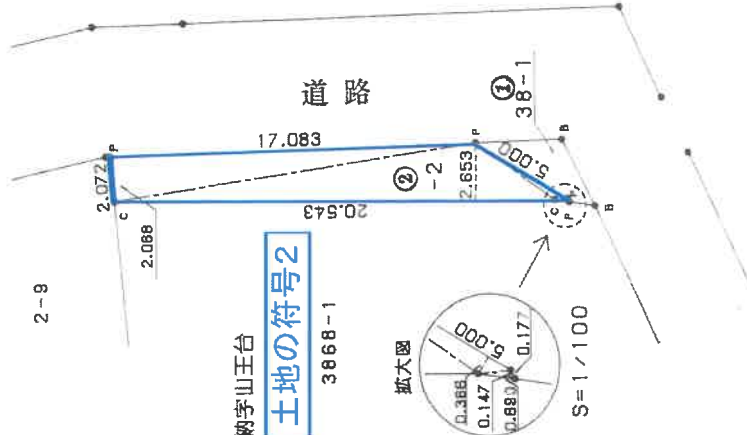 2-9
道路
2.072
P
C
2.088
17.083
P
2.653
②
-2
①
38-1
B
5.000
20.543
C
P
B
納字山王台
土地の符号2
3868-1
拡大図
5.000
0.366
0.147
0.177
S=1/100